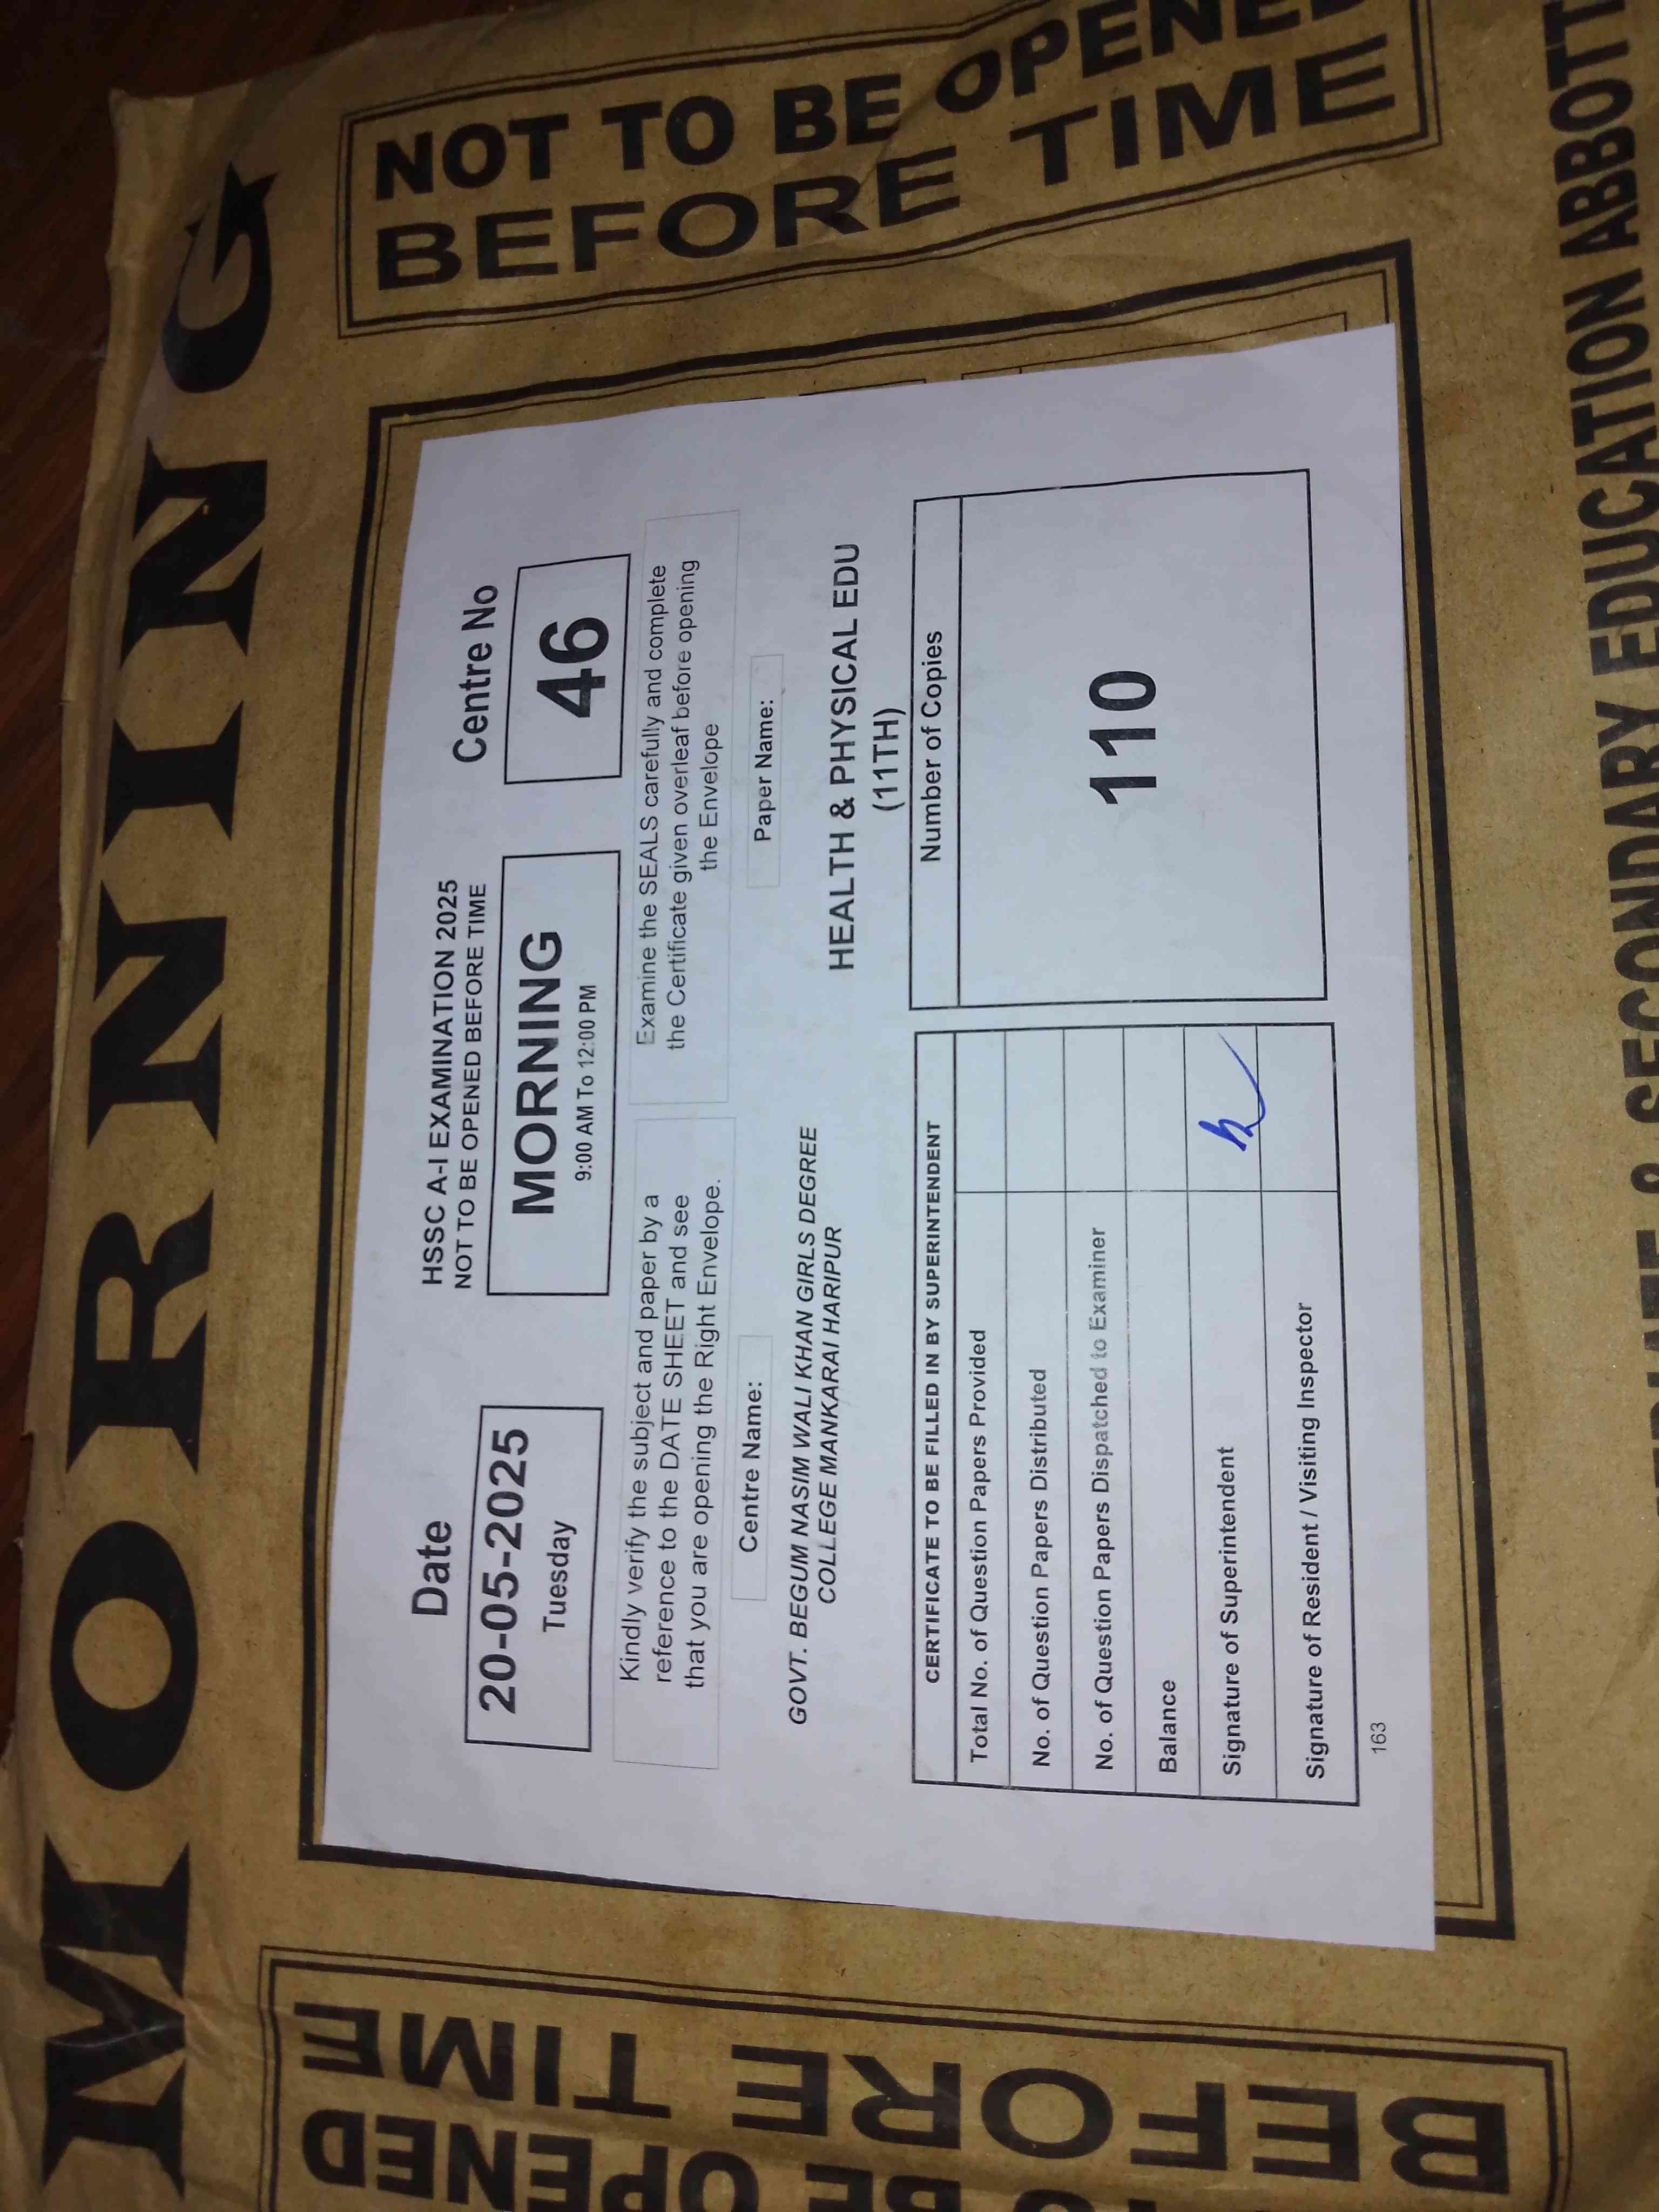 MORNING
NOT TO BE OPENED
BEFORE TIME
HSSC A-I EXAMINATION 2025
NOT TO BE OPENED BEFORE TIME
Date
20-05-2025
Tuesday
MORNING
9:00 AM To 12:00 PM
Centre No
46
Kindly verify the subject and paper by a
reference to the DATE SHEET and see
that you are opening the Right Envelope.
Examine the SEALS carefully and complete
the Certificate given overleaf before opening
the Envelope
Centre Name:
GOVT. BEGUM NASIM WALI KHAN GIRLS DEGREE
COLLEGE MANKARAI HARIPUR
Paper Name:
HEALTH & PHYSICAL EDU
(11TH)
CERTIFICATE TO BE FILLED IN BY SUPERINTENDENT
Total No. of Question Papers Provided
No. of Question Papers Distributed
No. of Question Papers Dispatched to Examiner
Balance
Signature of Superintendent
Signature of Resident / Visiting Inspector
Number of Copies
110
163
BE OPENED
BEFORE TIME
& SECONDARY EDUCATION ABBOTT